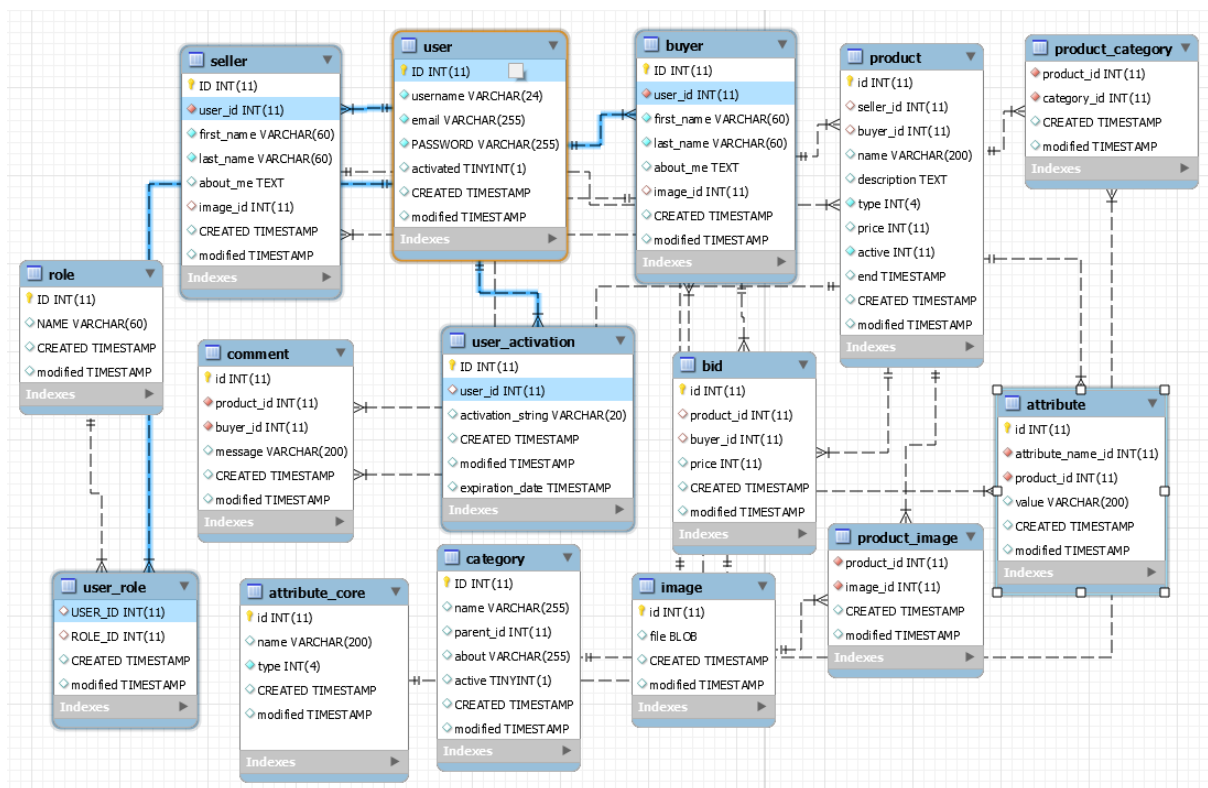 seller
ID INT(11)
user_id INT(11)
first_name VARCHAR(60)
last_name VARCHAR(60)
about_me TEXT
image_id INT(11)
CREATED TIMESTAMP
modified TIMESTAMP
Indexes
user
ID INT(11)
username VARCHAR(24)
email VARCHAR(255)
PASSWORD VARCHAR(255)
activated TINYINT(1)
CREATED TIMESTAMP
modified TIMESTAMP
Indexes
buyer
ID INT(11)
user_id INT(11)
first_name VARCHAR(60)
last_name VARCHAR(60)
about_me TEXT
image_id INT(11)
CREATED TIMESTAMP
modified TIMESTAMP
Indexes
product
id INT(11)
seller_id INT(11)
buyer_id INT(11)
name VARCHAR(200)
description TEXT
type INT(4)
price INT(11)
active INT(11)
end TIMESTAMP
CREATED TIMESTAMP
modified TIMESTAMP
Indexes
product_category
product_id INT(11)
category_id INT(11)
CREATED TIMESTAMP
modified TIMESTAMP
Indexes
role
ID INT(11)
NAME VARCHAR(60)
CREATED TIMESTAMP
modified TIMESTAMP
Indexes
comment
id INT(11)
product_id INT(11)
buyer_id INT(11)
message VARCHAR(200)
CREATED TIMESTAMP
modified TIMESTAMP
Indexes
user_activation
ID INT(11)
user_id INT(11)
activation_string VARCHAR(20)
CREATED TIMESTAMP
modified TIMESTAMP
expiration_date TIMESTAMP
Indexes
bid
id INT(11)
product_id INT(11)
buyer_id INT(11)
price INT(11)
CREATED TIMESTAMP
modified TIMESTAMP
Indexes
attribute
id INT(11)
attribute_name_id INT(11)
product_id INT(11)
value VARCHAR(200)
CREATED TIMESTAMP
modified TIMESTAMP
Indexes
user_role
USER_ID INT(11)
ROLE_ID INT(11)
CREATED TIMESTAMP
modified TIMESTAMP
Indexes
attribute_core
id INT(11)
name VARCHAR(200)
type INT(4)
CREATED TIMESTAMP
modified TIMESTAMP
Indexes
category
ID INT(11)
name VARCHAR(255)
parent_id INT(11)
about VARCHAR(255)
active TINYINT(1)
CREATED TIMESTAMP
modified TIMESTAMP
Indexes
image
id INT(11)
file BLOB
CREATED TIMESTAMP
modified TIMESTAMP
Indexes
product_image
product_id INT(11)
image_id INT(11)
CREATED TIMESTAMP
modified TIMESTAMP
Indexes